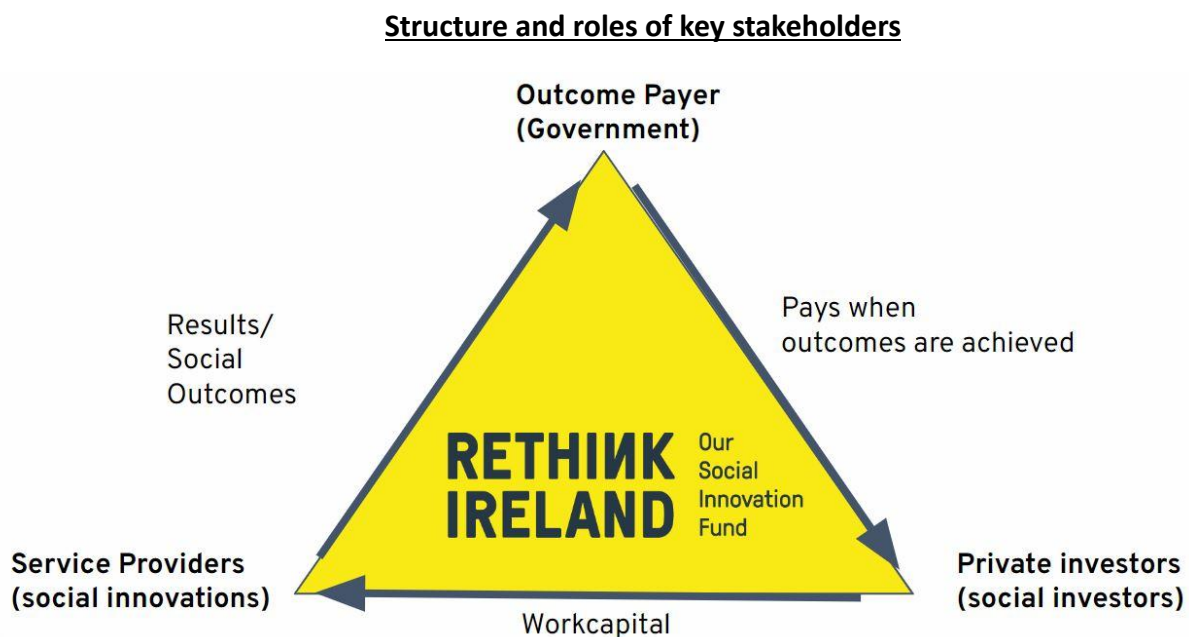 Structure and roles of key stakeholders
Outcome Payer
(Government)
Results/
Social
Outcomes
Pays when
outcomes are achieved
RETHIИK
IRELAND
Our
Social
Innovation
Fund
Service Providers
(social innovations)
Private investors
(social investors)
Workcapital